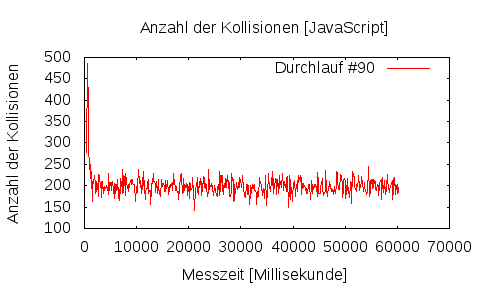 Anzahl der Kollisionen [JavaScript]
Durchlauf #90
Anzahl der Kollisionen
500
450
400
350
300
250
200
150
100
0 10000 20000 30000 40000 50000 60000 70000
Messzeit [Millisekunde]